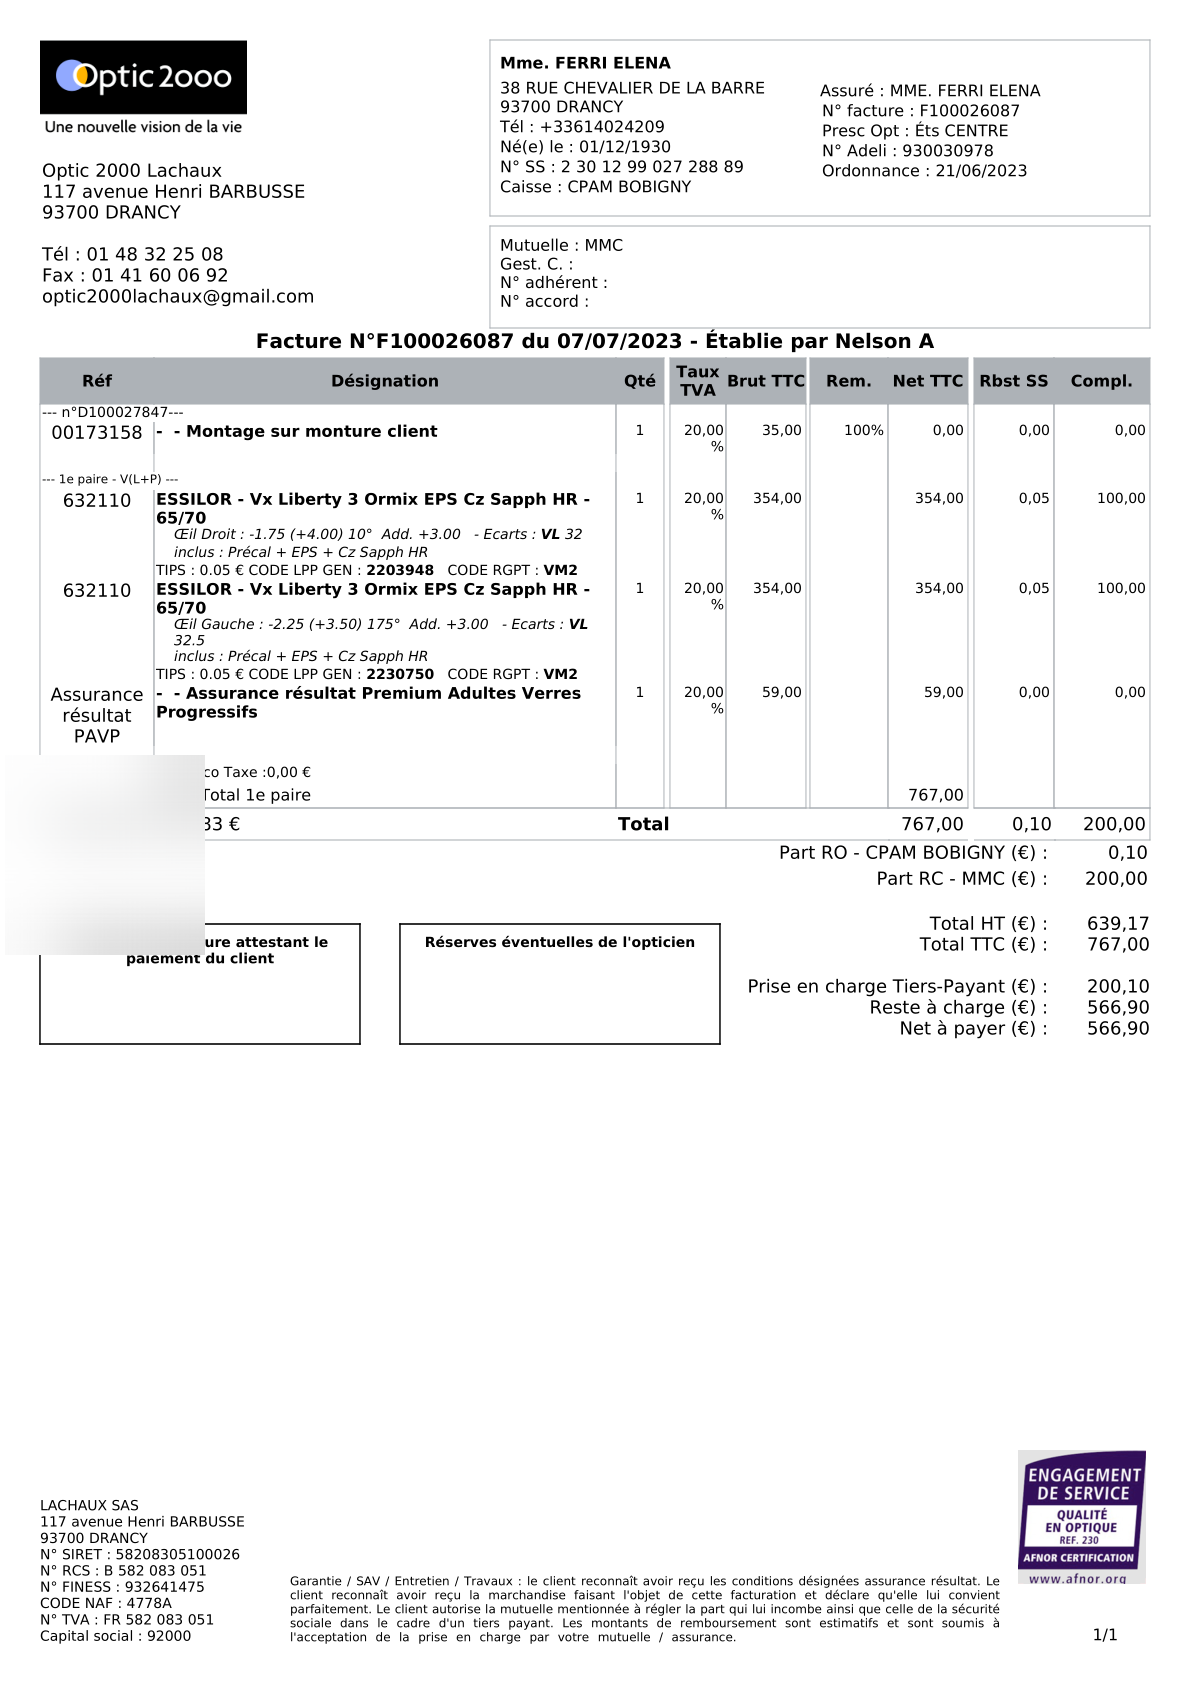 Optic 2000
Une nouvelle vision de la vie
Optic 2000 Lachaux
117 avenue Henri BARBUSSE
93700 DRANCY
Tél : 01 48 32 25 08
Fax : 01 41 60 06 92
optic2000lachaux@gmail.com
Mme. FERRI ELENA
38 RUE CHEVALIER DE LA BARRE
93700 DRANCY
Tél : +33614024209
Né(e) le : 01/12/1930
N° SS : 2 30 12 99 027 288 89
Caisse : CPAM BOBIGNY
Assuré : MME. FERRI ELENA
N° facture : F100026087
Presc Opt : Éts CENTRE
N° Adeli : 930030978
Ordonnance : 21/06/2023
Mutuelle : MMC
Gest. C. :
N° adhérent :
N° accord :
Facture N°F100026087 du 07/07/2023 - Établie par Nelson A
Réf Désignation Qté Taux TVA Brut TTC Rem. Net TTC Rbst SS Compl.
--- n°D100027847---
00173158 - - Montage sur monture client 1 20,00 % 35,00 100% 0,00 0,00 0,00
--- 1e paire - V(L+P) ---
632110 ESSILOR - Vx Liberty 3 Ormix EPS Cz Sapph HR - 1 20,00 % 354,00 354,00 0,05 100,00
65/70
Œil Droit : -1.75 (+4.00) 10° Add. +3.00 - Ecarts : VL 32
inclus : Précal + EPS + Cz Sapph HR
TIPS : 0.05 € CODE LPP GEN : 2203948 CODE RGPT : VM2
632110 ESSILOR - Vx Liberty 3 Ormix EPS Cz Sapph HR - 1 20,00 % 354,00 354,00 0,05 100,00
65/70
Œil Gauche : -2.25 (+3.50) 175° Add. +3.00 - Ecarts : VL
32.5
inclus : Précal + EPS + Cz Sapph HR
TIPS : 0.05 € CODE LPP GEN : 2230750 CODE RGPT : VM2
Assurance résultat PAVP - - Assurance résultat Premium Adultes Verres 1 20,00 % 59,00 59,00 0,00 0,00
Progressifs
Taxe :0,00 €
Total 1e paire 767,00
33 € Total 767,00 0,10 200,00
Part RO - CPAM BOBIGNY (€) : 0,10
Part RC - MMC (€) : 200,00
Total HT (€) : 639,17
Total TTC (€) : 767,00
Prise en charge Tiers-Payant (€) : 200,10
Reste à charge (€) : 566,90
Net à payer (€) : 566,90
attestant le
paiement du client
Réserves éventuelles de l'opticien
LACHAUX SAS
117 avenue Henri BARBUSSE
93700 DRANCY
N° SIRET : 58208305100026
N° RCS : B 582 083 051
N° FINESS : 932641475
CODE NAF : 4778A
N° TVA : FR 582 083 051
Capital social : 92000
Garantie / SAV / Entretien / Travaux : le client reconnaît avoir reçu les conditions désignées assurance résultat. Le
client reconnaît avoir reçu la marchandise faisant l'objet de cette facturation et déclare qu'elle lui convient
parfaitement. Le client autorise la mutuelle mentionnée à régler la part qui lui incombe ainsi que celle de la sécurité
sociale dans le cadre d'un tiers payant. Les montants de remboursement sont estimatifs et sont soumis à
l'acceptation de la prise en charge par votre mutuelle / assurance.
ENGAGEMENT
DE SERVICE
QUALITÉ
EN OPTIQUE
REF. 230
AFNOR CERTIFICATION
www.afnor.org
1/1